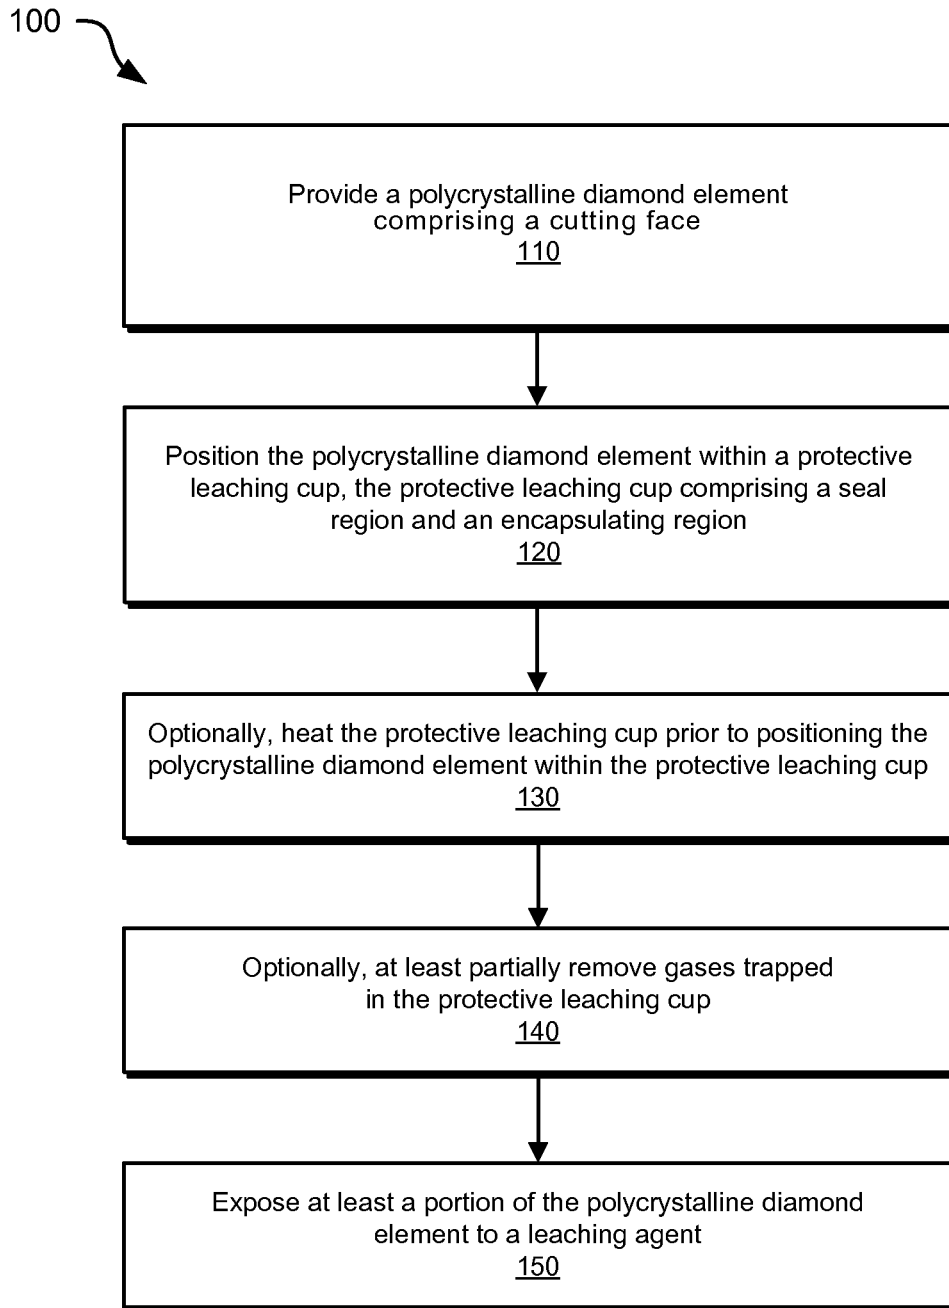 100
Provide a polycrystalline diamond element
comprising a cutting face
110
Position the polycrystalline diamond element within a protective
leaching cup, the protective leaching cup comprising a seal
region and an encapsulating region
120
Optionally, heat the protective leaching cup prior to positioning the
polycrystalline diamond element within the protective leaching cup
130
Optionally, at least partially remove gases trapped
in the protective leaching cup
140
Expose at least a portion of the polycrystalline diamond
element to a leaching agent
150